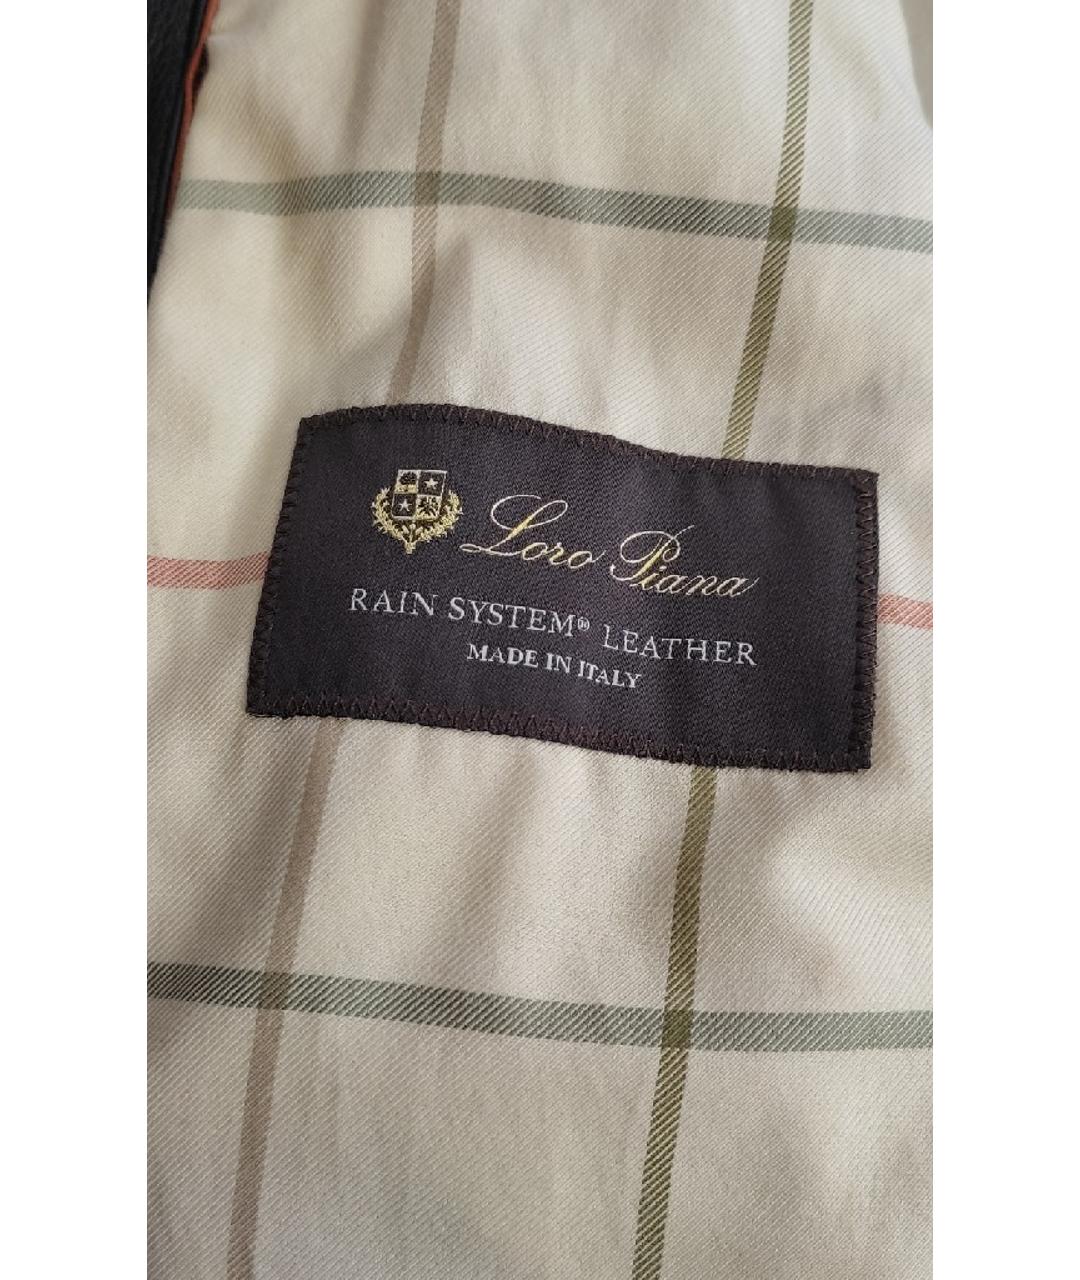 Loro Piana
RAIN SYSTEM® LEATHER
MADE IN ITALY